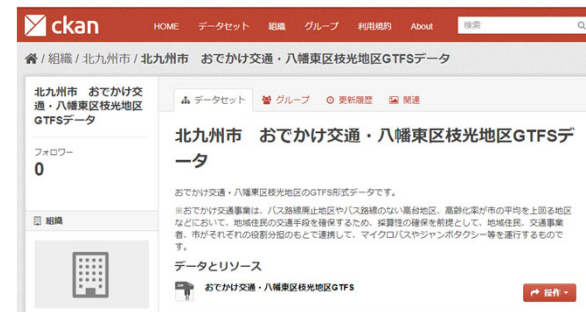 ckan
HOME データセット 組織 グループ 利用規約 About 検索
/ 組織 / 北九州市 / 北九州市 おでかけ交通・八幡東区枝光地区GTFSデータ
北九州市 おでかけ交
通・八幡東区枝光地区
GTFSデータ
フォロワー
0
組織
データセット グループ 更新履歴 関連
北九州市 おでかけ交通・八幡東区枝光地区GTFSデ
ータ
おでかけ交通・八幡東区枝光地区のGTFS形式データです。
※おでかけ交通事業は、バス路線廃止地区やバス路線のない高台地区、高齢化率が市の平均を上回る地区
などにおいて、地域住民の交通手段を確保するため、採算性の確保を前提として、地域住民、交通事業
者、市がそれぞれの役割分担のもとで連携して、マイクロバスやジャンボタクシー等を運行するもので
す。
データとリソース
おでかけ交通・八幡東区枝光地区GTFS
操作